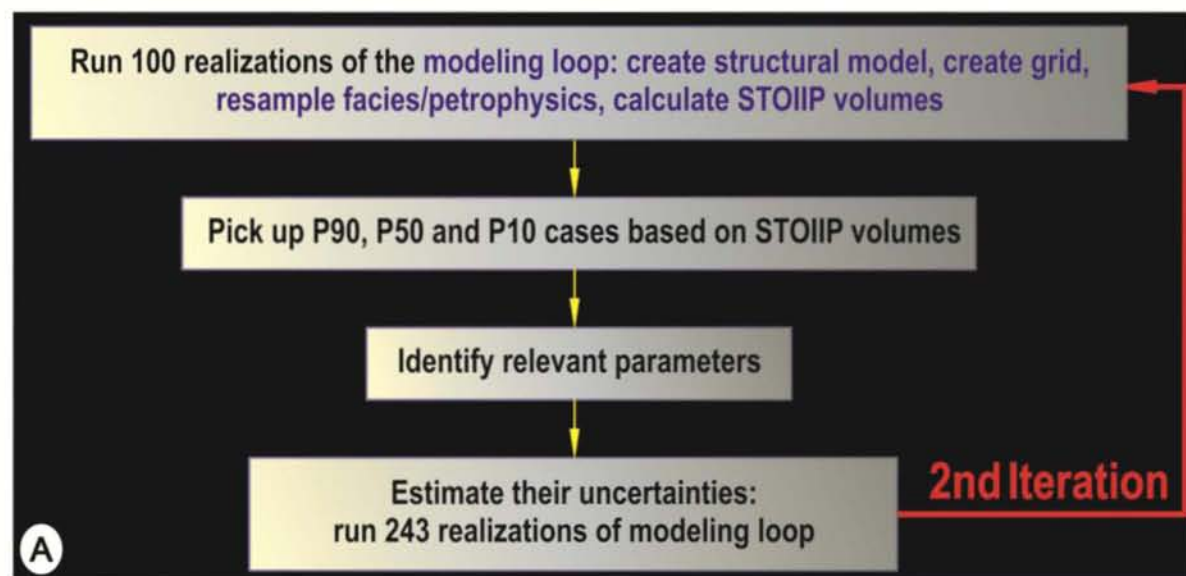 Run 100 realizations of the modeling loop: create structural model, create grid,
resample facies/petrophysics, calculate STOIIP volumes
Pick up P90, P50 and P10 cases based on STOIIP volumes
Identify relevant parameters
Estimate their uncertainties:
run 243 realizations of modeling loop
2nd Iteration
A